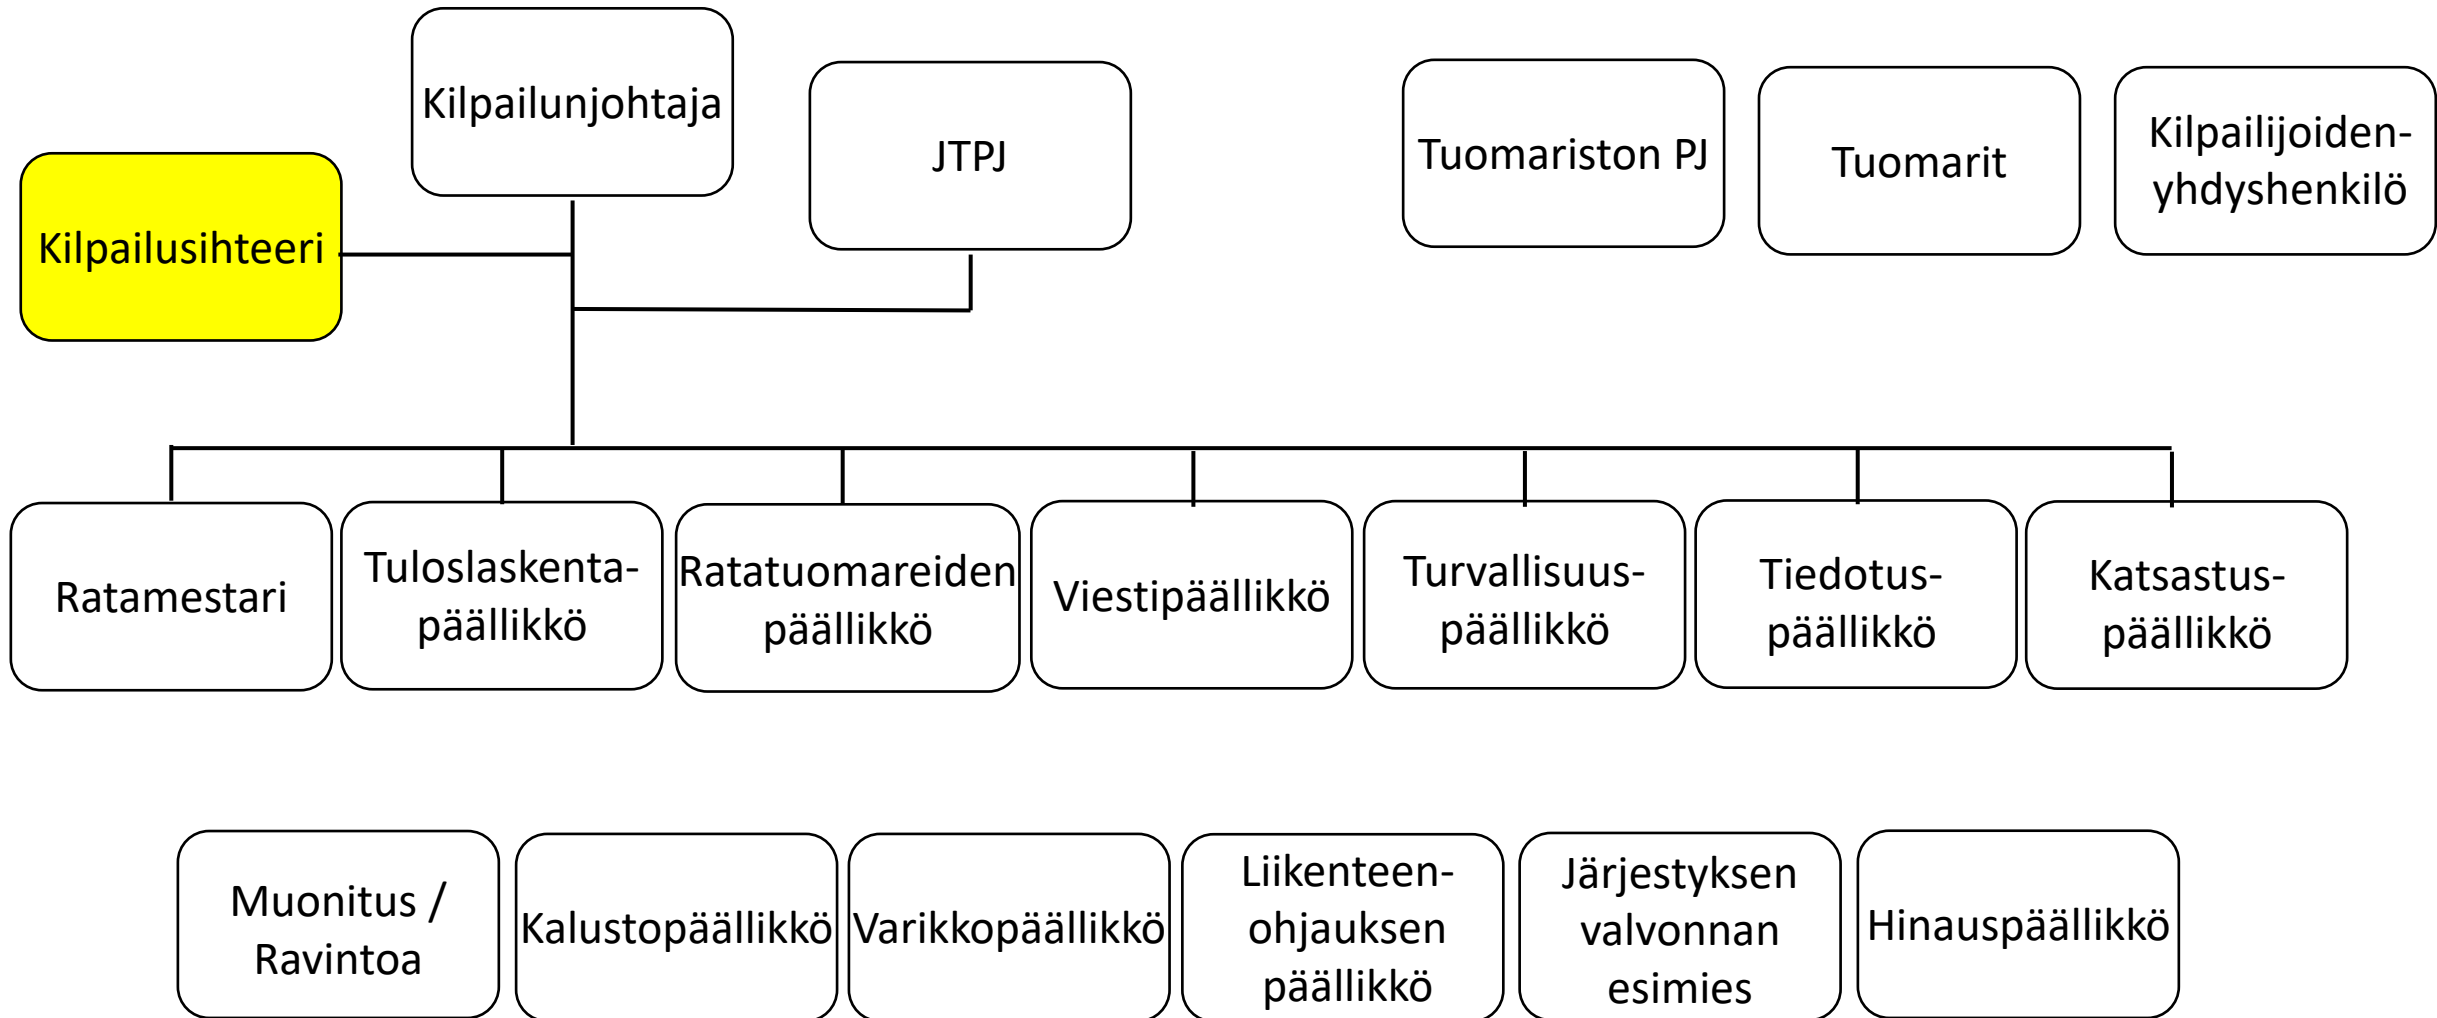 Kilpailunjohtaja
JTPJ
Tuomariston PJ
Tuomarit
Kilpailijoiden-
yhdyshenkilö
Kilpailusihteeri
Ratamestari
Tuloslaskenta-
päällikkö
Ratatuomareiden
päällikkö
Viestipäällikkö
Turvallisuus-
päällikkö
Tiedotus-
päällikkö
Katsastus-
päällikkö
Muonitus /
Ravintoa
Kalustopäällikkö
Varikkopäällikkö
Liikenteen-
ohjauksen
päällikkö
Järjestyksen
valvonnan
esimies
Hinauspäällikkö